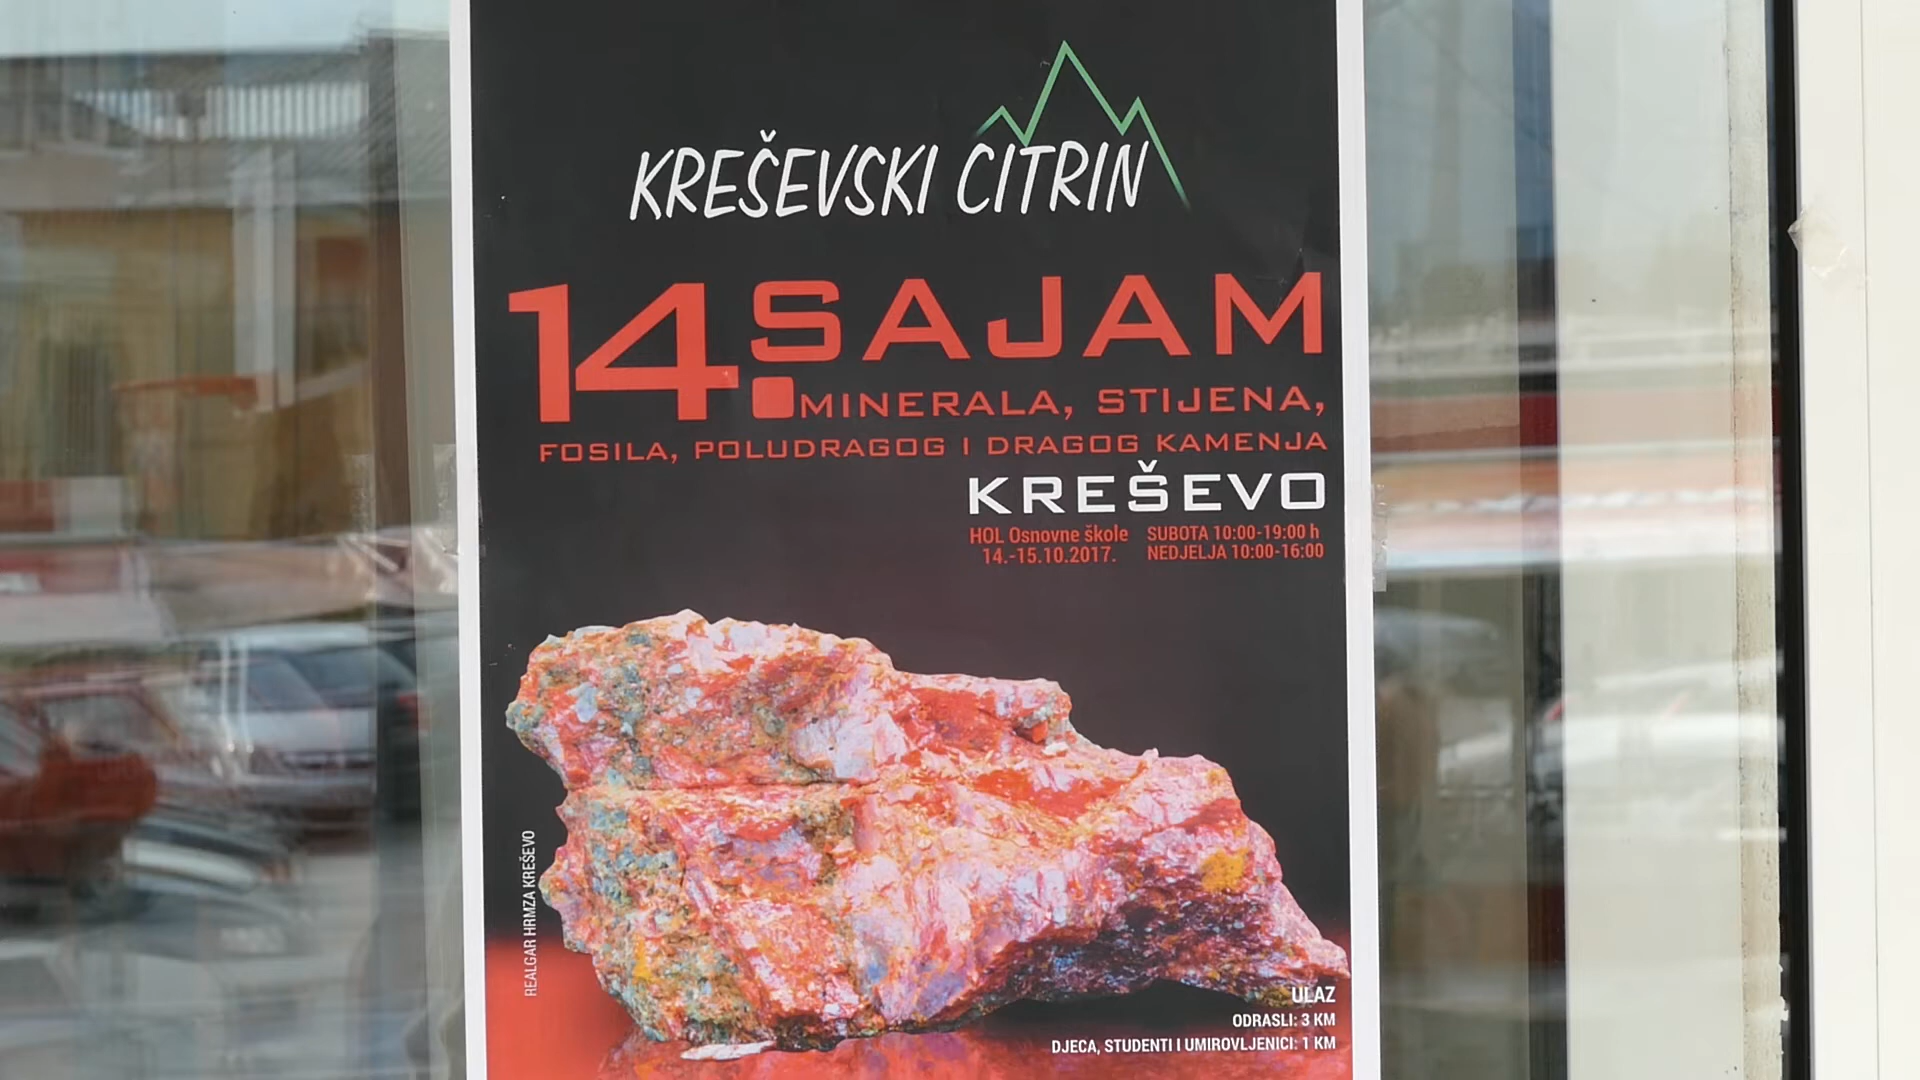 KREŠEVSKI CITRIN
14. SAJAM
MINERALA, STIJENA,
FOSILA, POLUDRAGOG I DRAGOG KAMENJA
KREŠEVO
HOL Osnovne škole SUBOTA 10:00-19:00 h
14.-15.10.2017. NEDJELJA 10:00-16:00
REALGAR HRMZA KREŠEVO
ULAZ
ODRASLI: 3 KM
DJECA, STUDENTI I UMIROVLJENICI: 1 KM